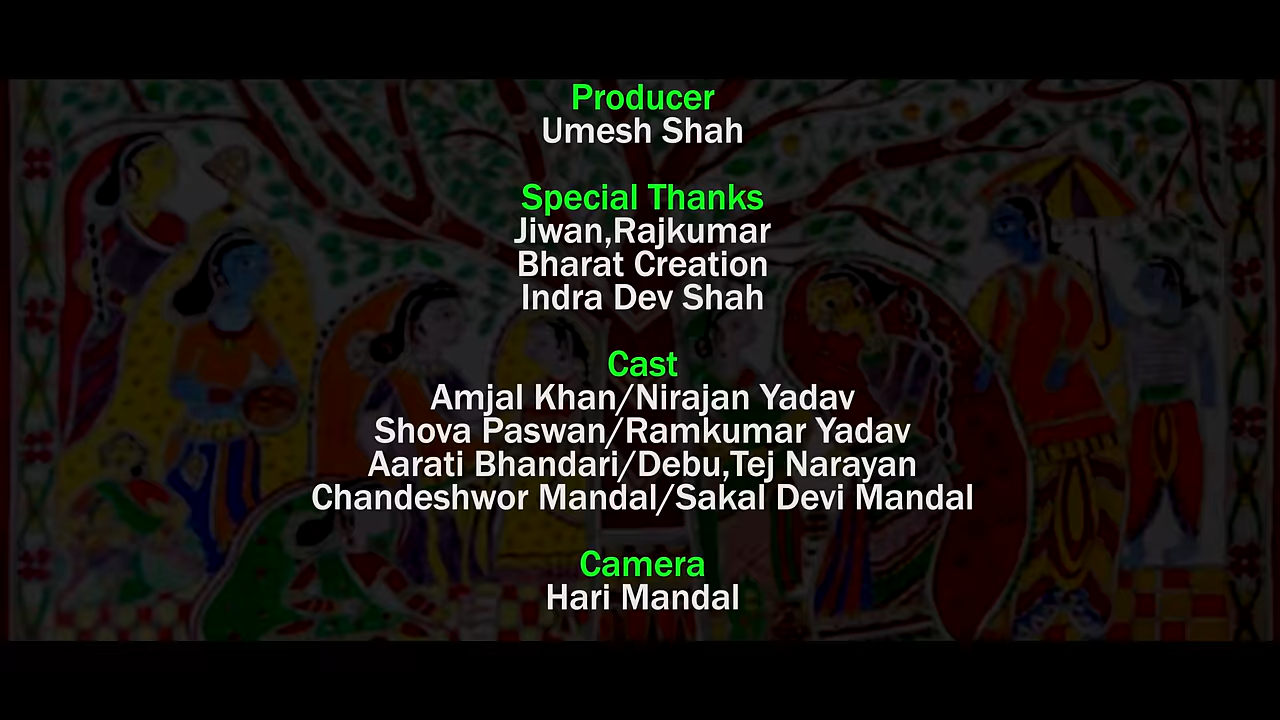 Producer
Umesh Shah
Special Thanks
Jiwan,Rajkumar
Bharat Creation
Indra Dev Shah
Cast
Amjal Khan/Nirajan Yadav
Shova Paswan/Ramkumar Yadav
Aarati Bhandari/Debu,Tej Narayan
Chandeshwor Mandal/Sakal Devi Mandal
Camera
Hari Mandal